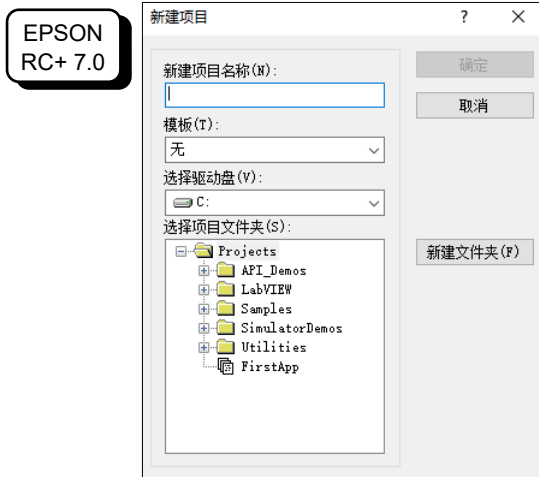 EPSON
RC+ 7.0
新建项目
?
新建项目名称(N):
确定
取消
模板(T):
无
选择驱动盘(V):
C:
选择项目文件夹(S):
新建文件夹(F)
Projects
API_Demos
LabVIEW
Samples
SimulatorDemos
Utilities
FirstApp